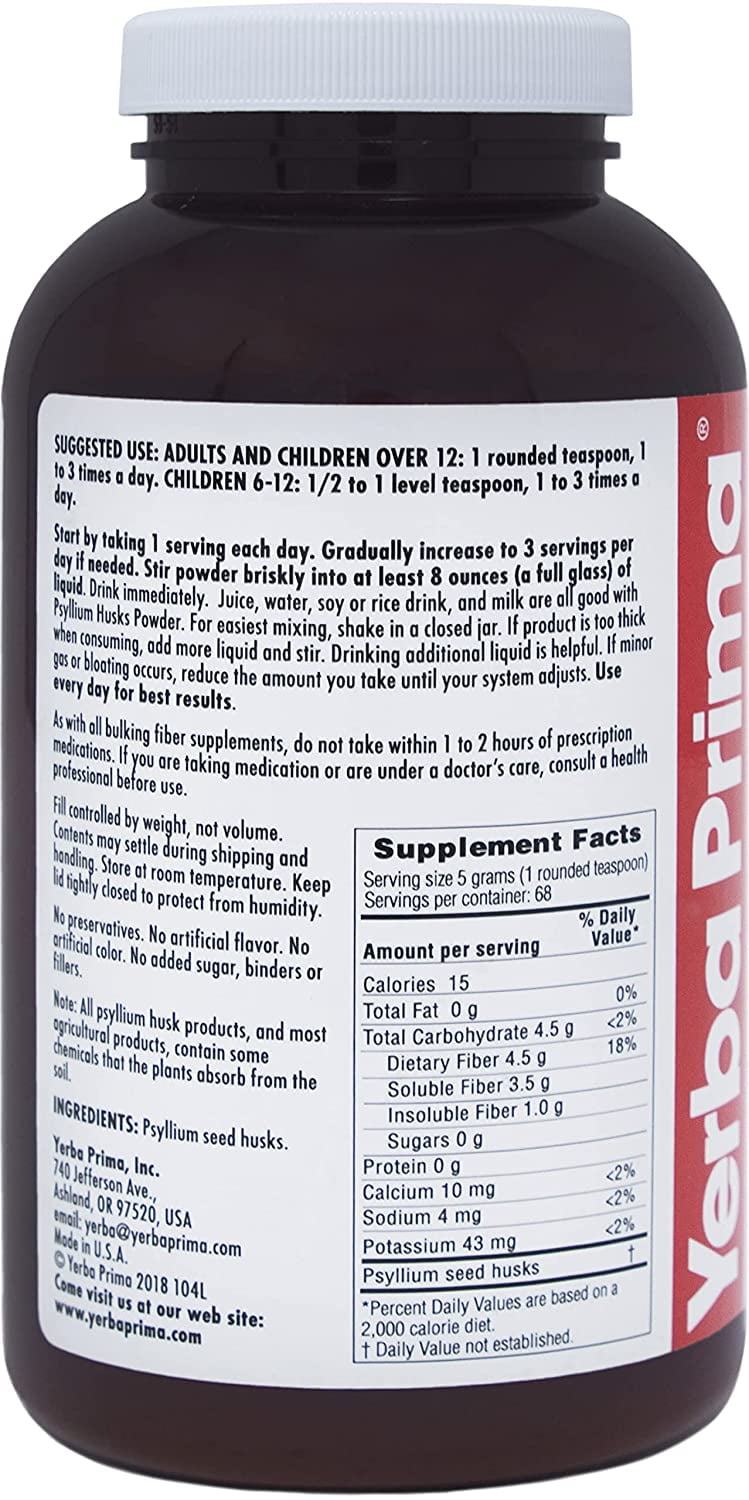 SUGGESTED USE: ADULTS AND CHILDREN OVER 12: 1 rounded teaspoon, 1
to 3 times a day. CHILDREN 6-12: 1/2 to 1 level teaspoon, 1 to 3 times a
day.
Start by taking 1 serving each day. Gradually increase to 3 servings per
day if needed. Stir powder briskly into at least 8 ounces (a full glass) of
liquid. Drink immediately. Juice, water, soy or rice drink, and milk are all good with
Psyllium Husks Powder. For easiest mixing, shake in a closed jar. If product is too thick
when consuming, add more liquid and stir. Drinking additional liquid is helpful. If minor
gas or bloating occurs, reduce the amount you take until your system adjusts. Use
every day for best results.
As with all bulking fiber supplements, do not take within 1 to 2 hours of prescription
medications. If you are taking medication or are under a doctor's care, consult a health
professional before use.
Fill controlled by weight, not volume.
Contents may settle during shipping and
handling. Store at room temperature. Keep
lid tightly closed to protect from humidity.
No preservatives. No artificial flavor. No
artificial color. No added sugar, binders or
fillers.
Note: All psyllium husk products, and most
agricultural products, contain some
chemicals that the plants absorb from the
soil.
INGREDIENTS: Psyllium seed husks.
Yerba Prima, Inc.
740 Jefferson Ave.,
Ashland, OR 97520, USA
email: yerba@yerbaprima.com
Made in U.S.A.
© Yerba Prima 2018 104L
Come visit us at our web site:
www.yerbaprima.com
Supplement Facts
Serving size 5 grams (1 rounded teaspoon)
Servings per container: 68
Amount per serving % Daily Value*
Calories 15
Total Fat 0 g 0%
Total Carbohydrate 4.5 g <2%
Dietary Fiber 4.5 g 18%
Soluble Fiber 3.5 g
Insoluble Fiber 1.0 g
Sugars 0 g
Protein 0 g
Calcium 10 mg <2%
Sodium 4 mg <2%
Potassium 43 mg <2%
Psyllium seed husks †
*Percent Daily Values are based on a
2,000 calorie diet.
† Daily Value not established.
Yerba Prima®